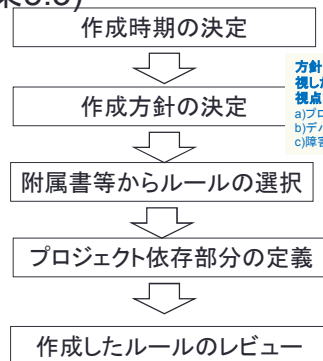 作成時期の決定
作成方針の決定
方針
視した
視点
a)プロ
b)デバ
c)障害
附属書等からルールの選択
プロジェクト依存部分の定義
作成したルールのレビュー